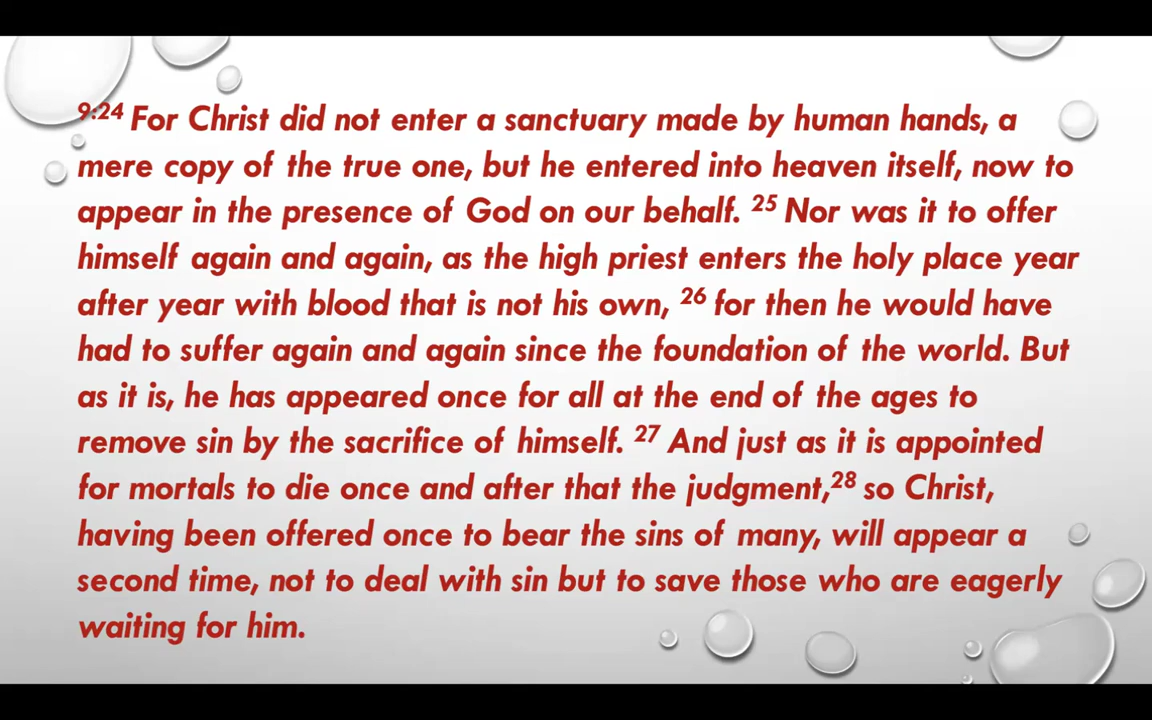 9:24 For Christ did not enter a sanctuary made by human hands, a
mere copy of the true one, but he entered into heaven itself, now to
appear in the presence of God on our behalf. 25 Nor was it to offer
himself again and again, as the high priest enters the holy place year
after year with blood that is not his own, 26 for then he would have
had to suffer again and again since the foundation of the world. But
as it is, he has appeared once for all at the end of the ages to
remove sin by the sacrifice of himself. 27 And just as it is appointed
for mortals to die once and after that the judgment,28 so Christ,
having been offered once to bear the sins of many, will appear a
second time, not to deal with sin but to save those who are eagerly
waiting for him.